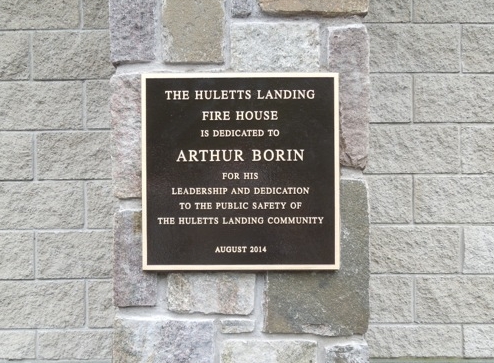 THE HULETTS LANDING
FIRE HOUSE
IS DEDICATED TO
ARTHUR BORIN
FOR HIS
LEADERSHIP AND DEDICATION
TO THE PUBLIC SAFETY OF
THE HULETTS LANDING COMMUNITY
AUGUST 2014